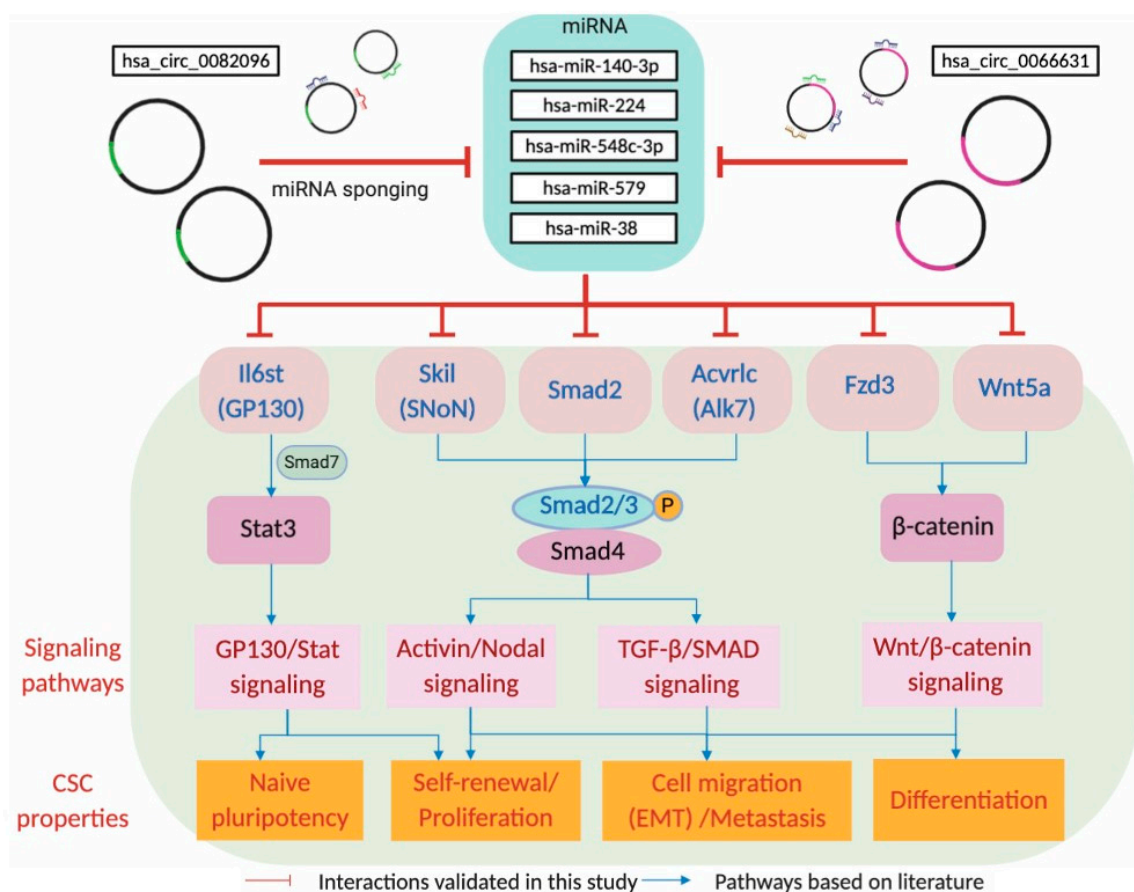 miRNA
hsa_circ_0082096
hsa-miR-140-3p
hsa_circ_0066631
hsa-miR-224
hsa-miR-548c-3p
miRNA sponging
hsa-miR-579
hsa-miR-38
Il6st
(GP130)
Skil
(SNoN)
Smad2
Acvrlc
(Alk7)
Fzd3
Wnt5a
Smad7
Stat3
Smad2/3
P
Smad4
β-catenin
Signaling
pathways
GP130/Stat
signaling
Activin/Nodal
signaling
TGF-β/SMAD
signaling
Wnt/β-catenin
signaling
CSC
properties
Naive
pluripotency
Self-renewal/
Proliferation
Cell migration
(EMT) /Metastasis
Differentiation
Interactions validated in this study
Pathways based on literature